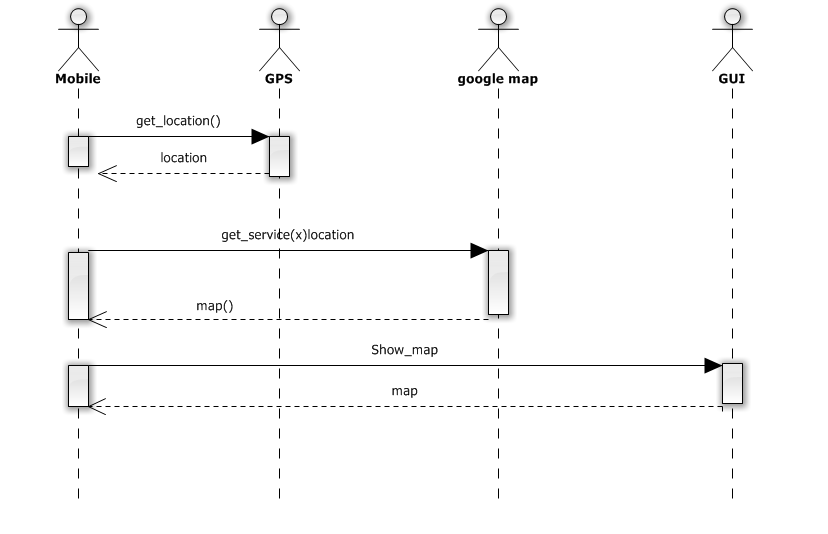 Mobile
GPS
google map
GUI
get_location()
location
get_service(x)location
map()
Show_map
map